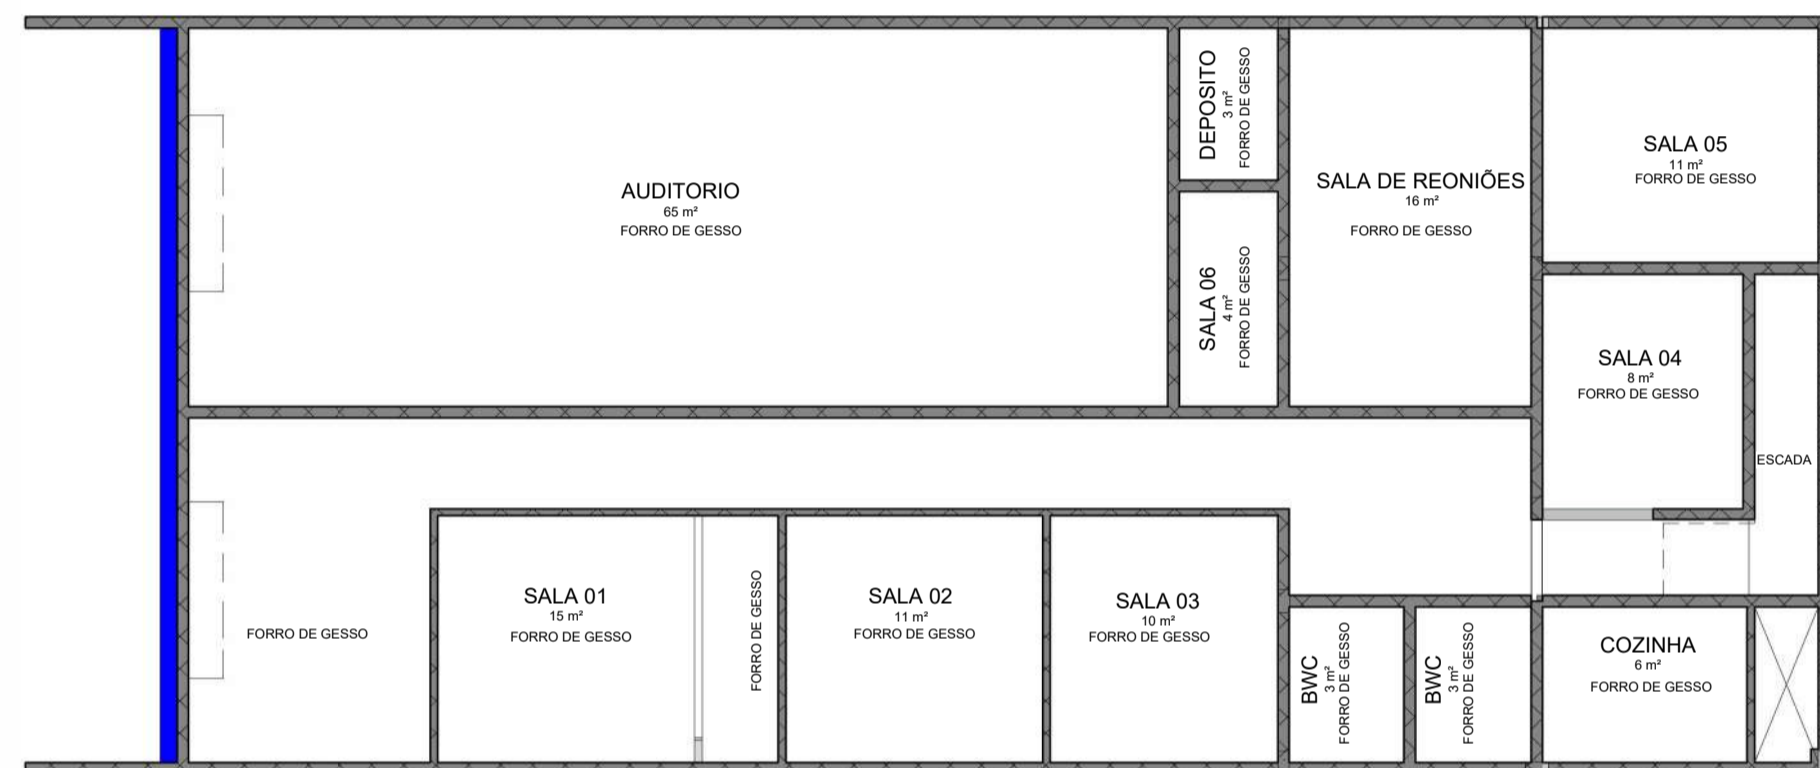 AUDITORIO
65 m²
FORRO DE GESSO
DEPOSITO
3 m²
FORRO DE GESSO
SALA 06
4 m²
FORRO DE GESSO
SALA DE REONIÕES
16 m²
FORRO DE GESSO
SALA 05
11 m²
FORRO DE GESSO
SALA 04
8 m²
FORRO DE GESSO
ESCADA
FORRO DE GESSO
SALA 01
15 m²
FORRO DE GESSO
FORRO DE GESSO
SALA 02
11 m²
FORRO DE GESSO
SALA 03
10 m²
FORRO DE GESSO
BWC
3 m²
FORRO DE GESSO
BWC
3 m²
FORRO DE GESSO
COZINHA
6 m²
FORRO DE GESSO